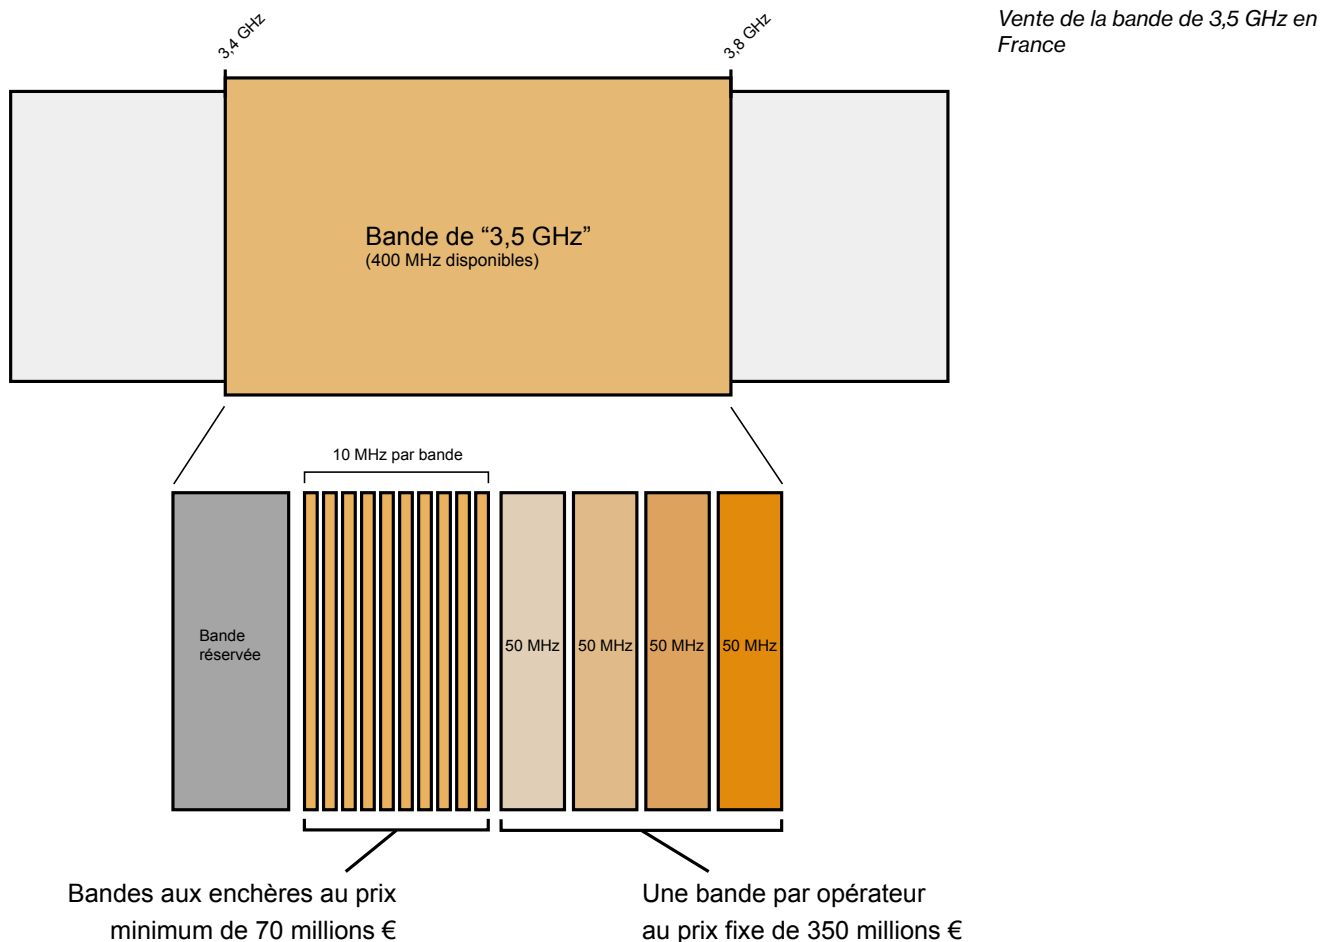 Vente de la bande de 3,5 GHz en
France
3,4 GHz
3,8 GHz
Bande de “3,5 GHz”
(400 MHz disponibles)
10 MHz par bande
Bande
réservée
50 MHz
50 MHz
50 MHz
50 MHz
Bandes aux enchères au prix
minimum de 70 millions €
Une bande par opérateur
au prix fixe de 350 millions €